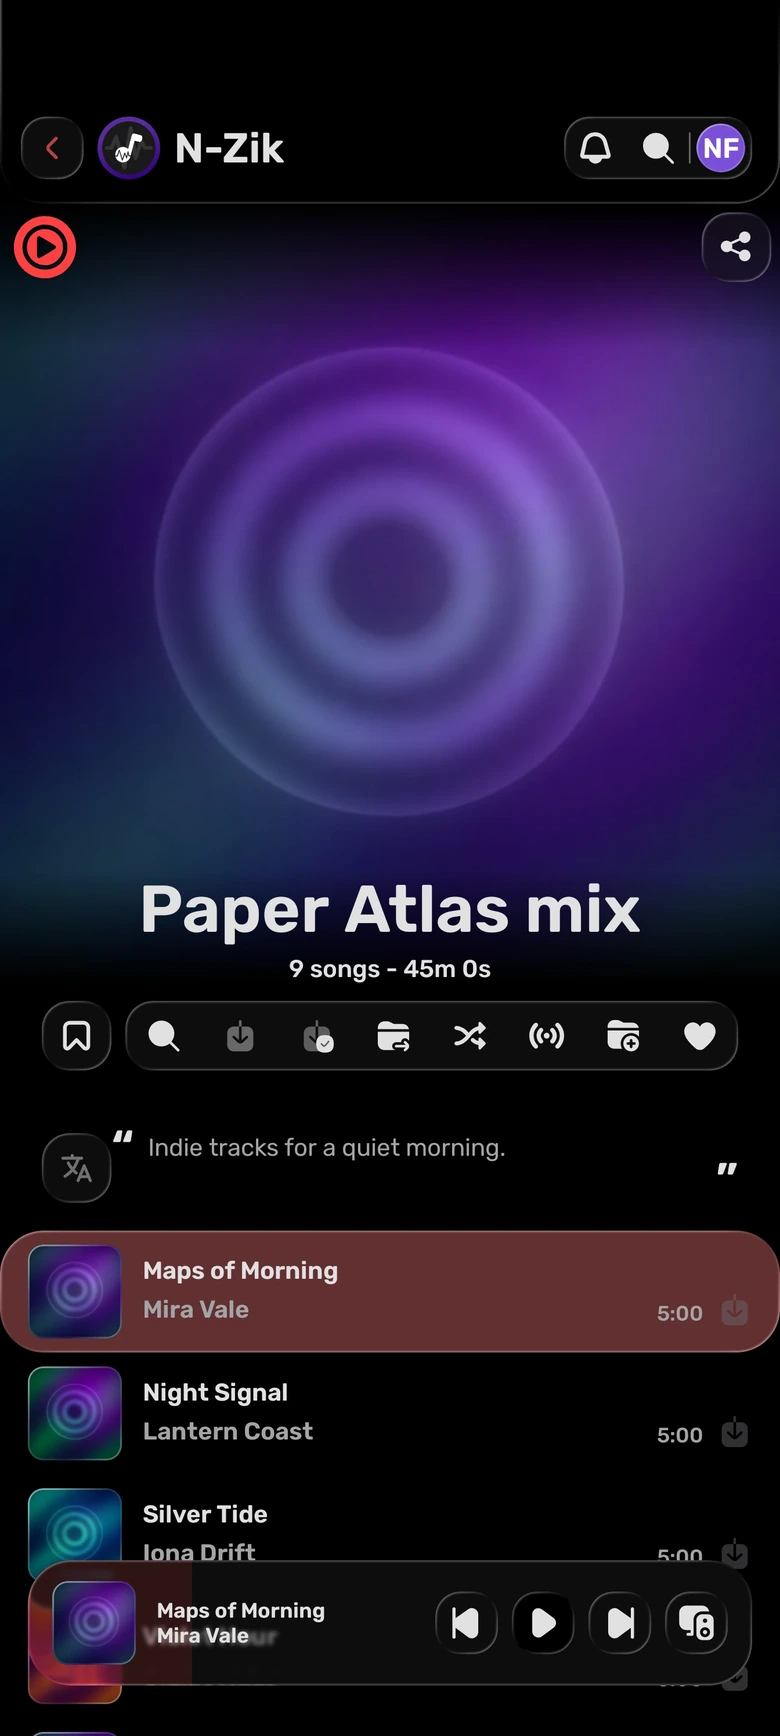 N-Zik
NF
Paper Atlas mix
9 songs - 45m 0s
“ Indie tracks for a quiet morning. ”
Maps of Morning
Mira Vale
5:00
Night Signal
Lantern Coast
5:00
Silver Tide
Iona Drift
5:00
Maps of Morning
Mira Vale